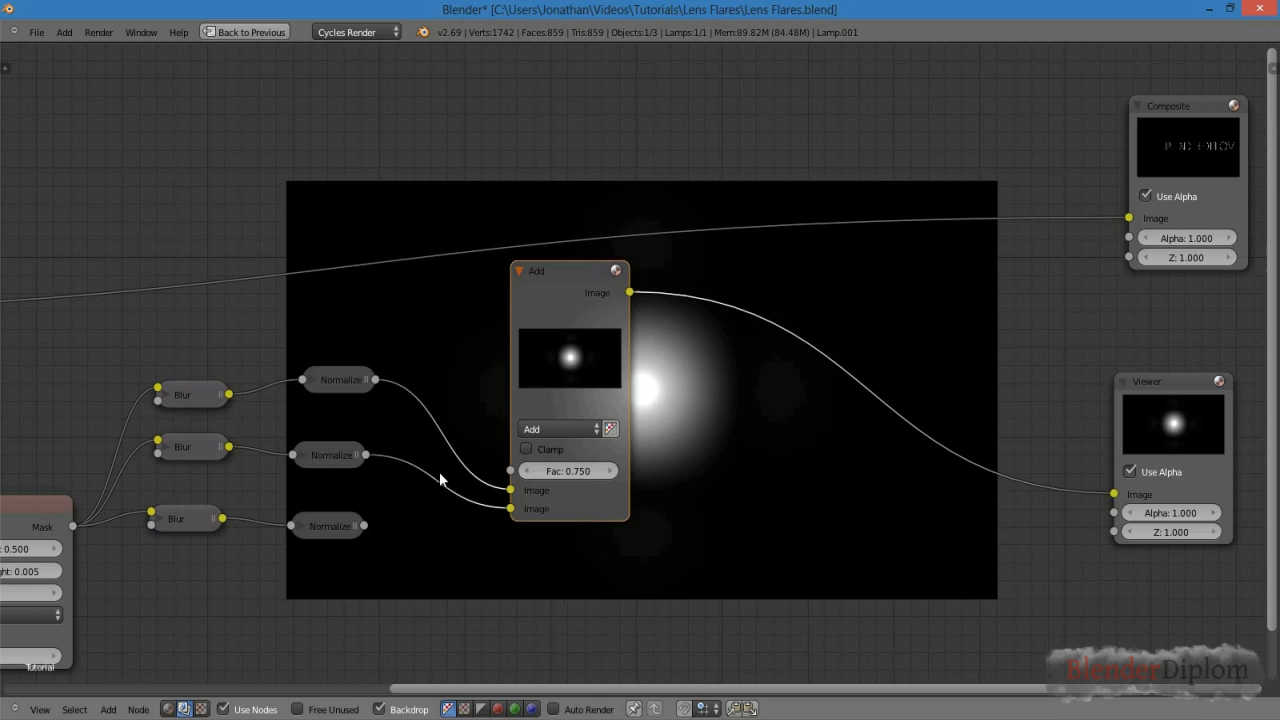 Blender* [C:\Users\Jonathan\Videos\Tutorials\Lens Flares\Lens Flares.blend]
File Add Render Window Help Back to Previous Cycles Render v2.69 | Verts:1742 | Faces:859 | Tris:859 | Objects:1/3 | Lamps:1/1 | Mem:89.82M (84.48M) | Lamp.001
Composite
Use Alpha
Image
Alpha: 1.000
Z: 1.000
Add
Image
Add
Clamp
Fac: 0.750
Image
Image
Normalize
Normalize
Normalize
Blur
Blur
Blur
Mask
: 0.500
ght: 0.005
Tutorial
Viewer
Use Alpha
Image
Alpha: 1.000
Z: 1.000
BlenderDiplom
View Select Add Node Use Nodes Free Unused Backdrop Auto Render